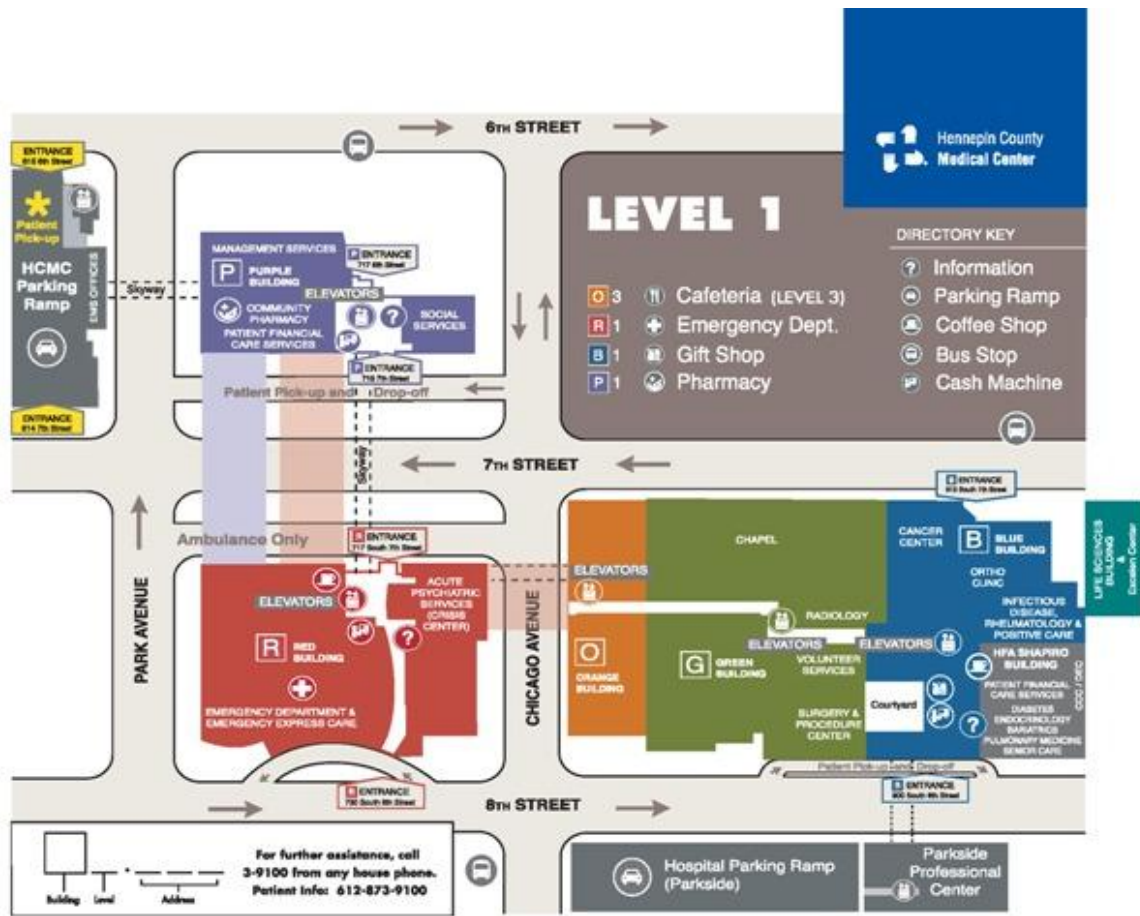 6TH STREET
Hennepin County
Medical Center
LEVEL 1
O 3 Cafeteria (LEVEL 3)
R 1 Emergency Dept.
B 1 Gift Shop
P 1 Pharmacy
DIRECTORY KEY
? Information
Parking Ramp
Coffee Shop
Bus Stop
Cash Machine
ENTRANCE
Patient
Pick-up
HCMC
Parking
Ramp
EMS OFFICES
ENTRANCE
614 7th Street
Skyway
MANAGEMENT SERVICES
P PURPLE
BUILDING
COMMUNITY
PHARMACY
PATIENT FINANCIAL
CARE SERVICES
ELEVATORS
?
SOCIAL
SERVICES
P ENTRANCE
717 6th Street
P ENTRANCE
Patient Pick-up and Drop-off
7TH STREET
Skyway
Ambulance Only
PARK AVENUE
CHICAGO AVENUE
R ENTRANCE
717 South 7th Street
ELEVATORS
ACUTE
PSYCHIATRIC
SERVICES
(CRISIS
CENTER)
?
R RED
BUILDING
EMERGENCY DEPARTMENT &
EMERGENCY EXPRESS CARE
ENTRANCE
8TH STREET
ELEVATORS
O
ORANGE
BUILDING
CHAPEL
RADIOLOGY
ELEVATORS
G GREEN
BUILDING
VOLUNTEER
SERVICES
SURGERY &
PROCEDURE
CENTER
ENTRANCE
CANCER
CENTER
B BLUE
BUILDING
ORTHO
CLINIC
INFECTIOUS
DISEASE,
RHEUMATOLOGY &
POSITIVE CARE
ELEVATORS
HFA SHAPIRO
BUILDING
PATIENT FINANCIAL
CARE SERVICES
DIABETES
ENDOCRINOLOGY
BARIATRICS
PULMONARY MEDICINE
SENIOR CARE
Courtyard
?
Patient Pick-up and Drop-off
ENTRANCE
LIFE SCIENCES
BUILDING
&
Excelen Center
Building Level Address
For further assistance, call
3-9100 from any house phone.
Patient Info: 612-873-9100
Hospital Parking Ramp
(Parkside)
Parkside
Professional
Center